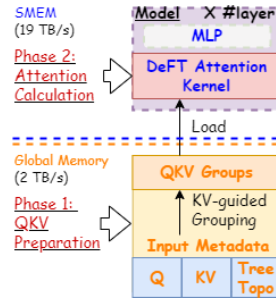 SMEM
(19 TB/s)
Phase 2:
Attention
Calculation
Model X #layer
MLP
DeFT Attention
Kernel
Load
Global Memory
(2 TB/s)
Phase 1:
QKV
Preparation
QKV Groups
KV-guided
Grouping
Input Metadata
Q
KV
Tree
Topo